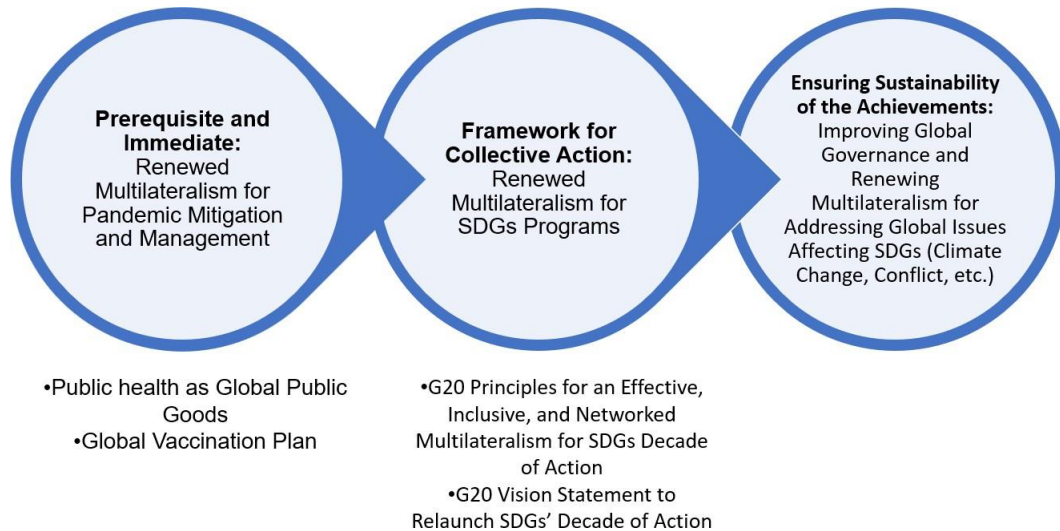 Prerequisite and
Immediate:
Renewed
Multilateralism for
Pandemic Mitigation
and Management
•Public health as Global Public
Goods
•Global Vaccination Plan
Framework for
Collective Action:
Renewed
Multilateralism for
SDGs Programs
•G20 Principles for an Effective,
Inclusive, and Networked
Multilateralism for SDGs Decade
of Action
•G20 Vision Statement to
Relaunch SDGs’ Decade of Action
Ensuring Sustainability
of the Achievements:
Improving Global
Governance and
Renewing
Multilateralism for
Addressing Global Issues
Affecting SDGs (Climate
Change, Conflict, etc.)